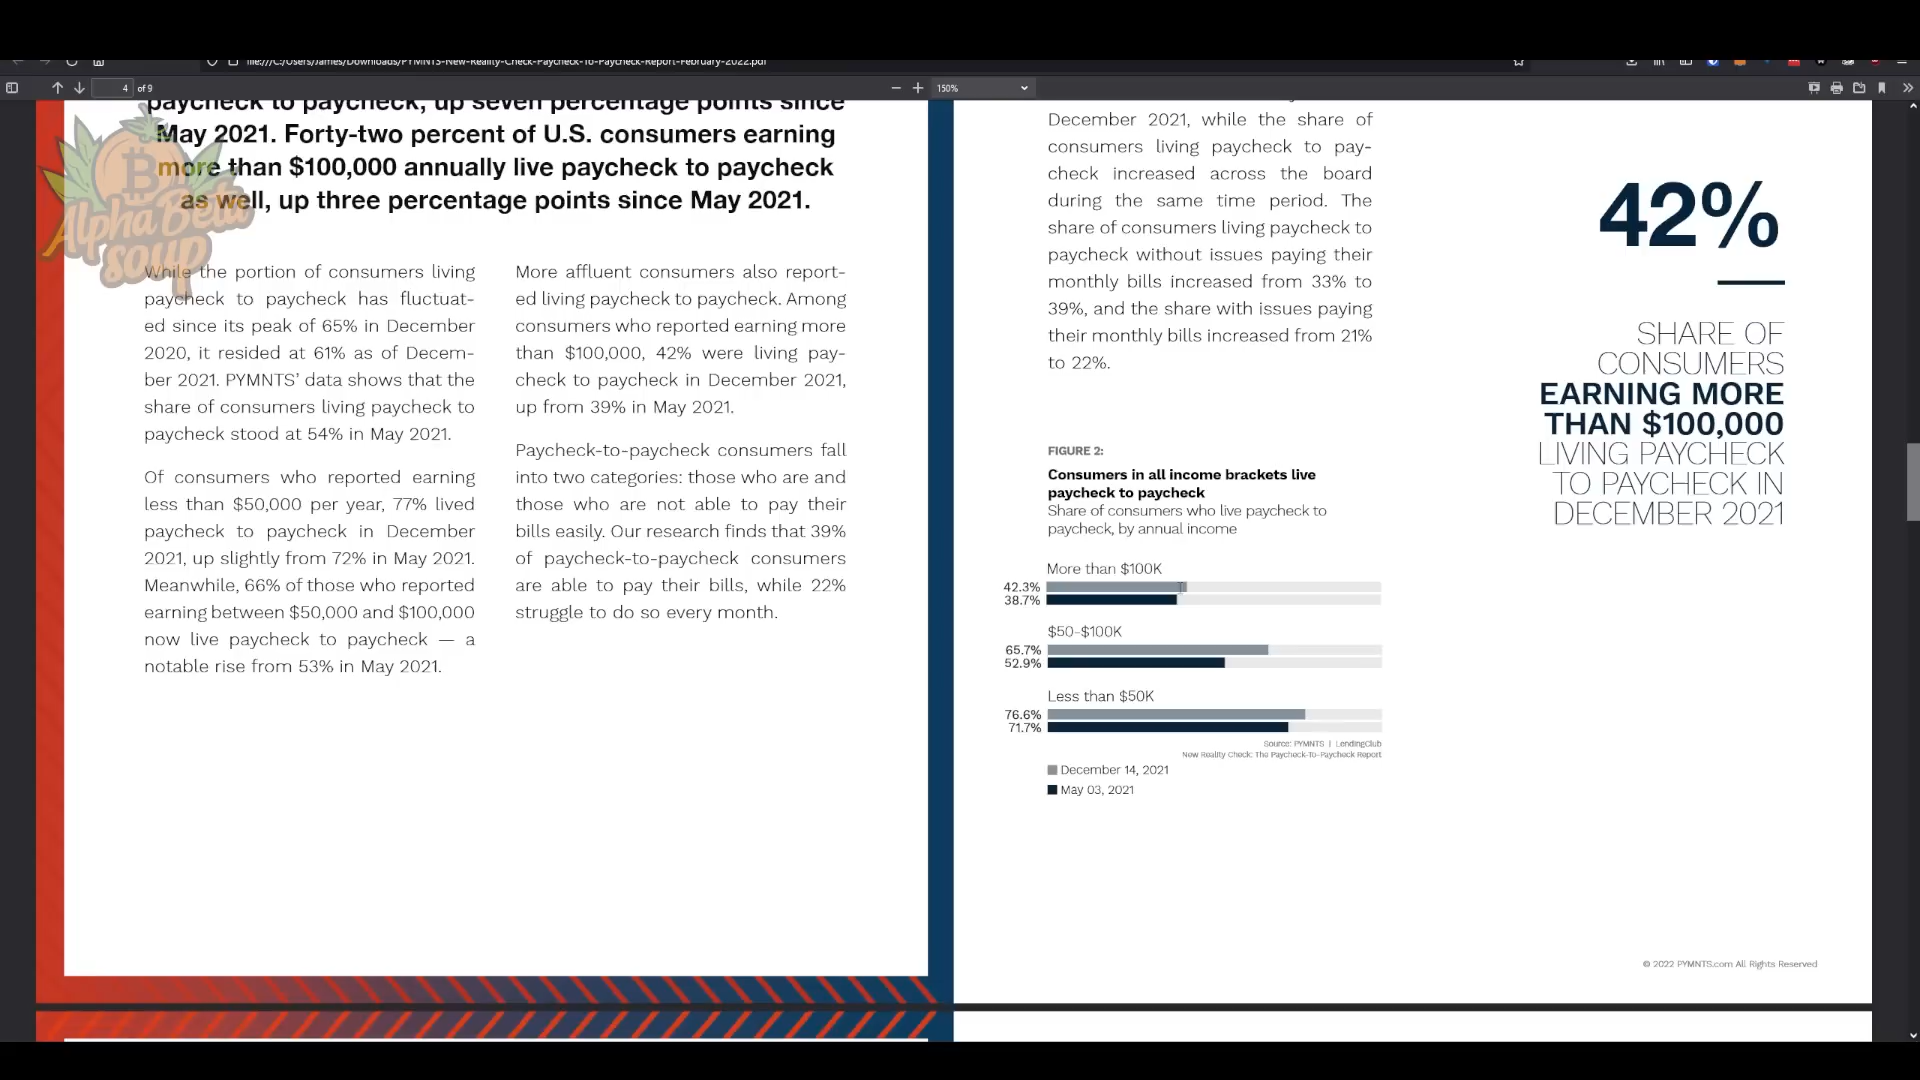 file:///C:/Users/James/Downloads/PYMNTS-New-Reality-Check-Paycheck-To-Paycheck-Report-February-2022.pdf
4 of 9
150%
paycheck to paycheck, up seven percentage points since
May 2021. Forty-two percent of U.S. consumers earning
more than $100,000 annually live paycheck to paycheck
as well, up three percentage points since May 2021.
Alpha Beta
soup
While the portion of consumers living
paycheck to paycheck has fluctuat-
ed since its peak of 65% in December
2020, it resided at 61% as of Decem-
ber 2021. PYMNTS’ data shows that the
share of consumers living paycheck to
paycheck stood at 54% in May 2021.
Of consumers who reported earning
less than $50,000 per year, 77% lived
paycheck to paycheck in December
2021, up slightly from 72% in May 2021.
Meanwhile, 66% of those who reported
earning between $50,000 and $100,000
now live paycheck to paycheck — a
notable rise from 53% in May 2021.
More affluent consumers also report-
ed living paycheck to paycheck. Among
consumers who reported earning more
than $100,000, 42% were living pay-
check to paycheck in December 2021,
up from 39% in May 2021.
Paycheck-to-paycheck consumers fall
into two categories: those who are and
those who are not able to pay their
bills easily. Our research finds that 39%
of paycheck-to-paycheck consumers
are able to pay their bills, while 22%
struggle to do so every month.
December 2021, while the share of
consumers living paycheck to pay-
check increased across the board
during the same time period. The
share of consumers living paycheck to
paycheck without issues paying their
monthly bills increased from 33% to
39%, and the share with issues paying
their monthly bills increased from 21%
to 22%.
FIGURE 2:
Consumers in all income brackets live
paycheck to paycheck
Share of consumers who live paycheck to
paycheck, by annual income
More than $100K
42.3%
38.7%
$50-$100K
65.7%
52.9%
Less than $50K
76.6%
71.7%
Source: PYMNTS | LendingClub
New Reality Check: The Paycheck-To-Paycheck Report
December 14, 2021
May 03, 2021
42%
SHARE OF
CONSUMERS
EARNING MORE
THAN $100,000
LIVING PAYCHECK
TO PAYCHECK IN
DECEMBER 2021
© 2022 PYMNTS.com All Rights Reserved